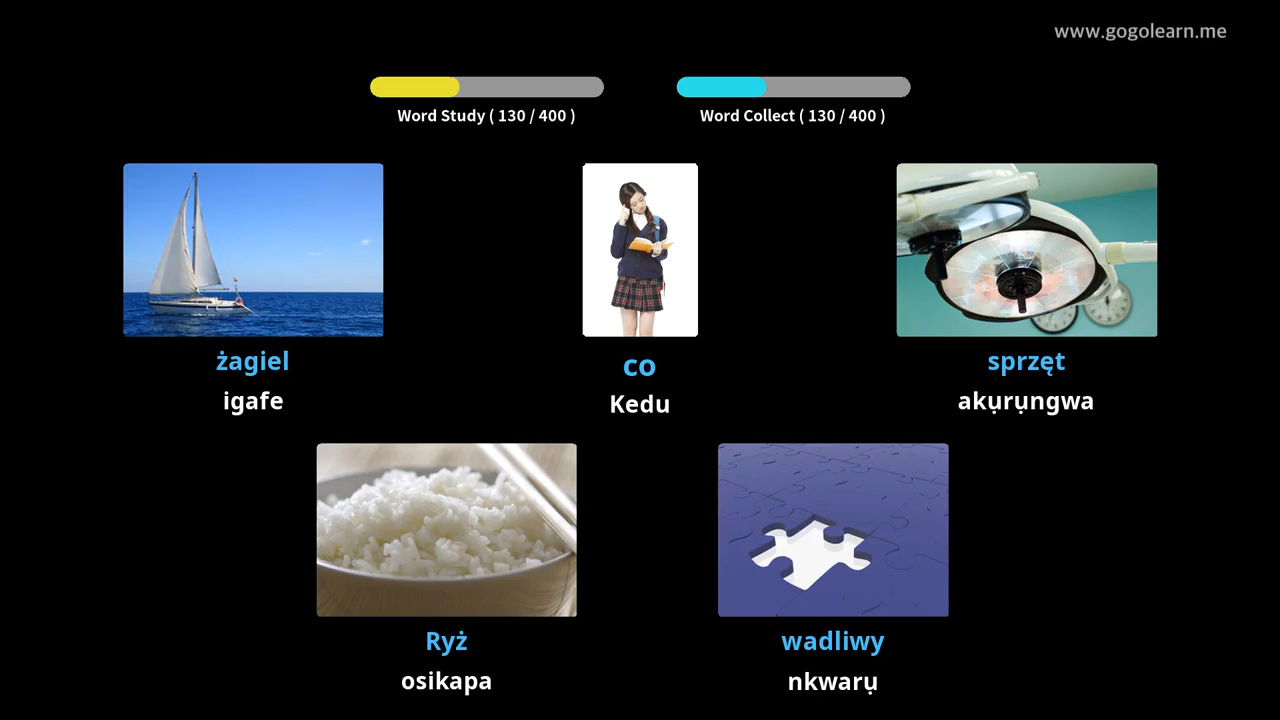 www.gogolearn.me
Word Study ( 130 / 400 )
Word Collect ( 130 / 400 )
żagiel
igafe
co
Kedu
sprzęt
akụrụngwa
Ryż
osikapa
wadliwy
nkwarụ